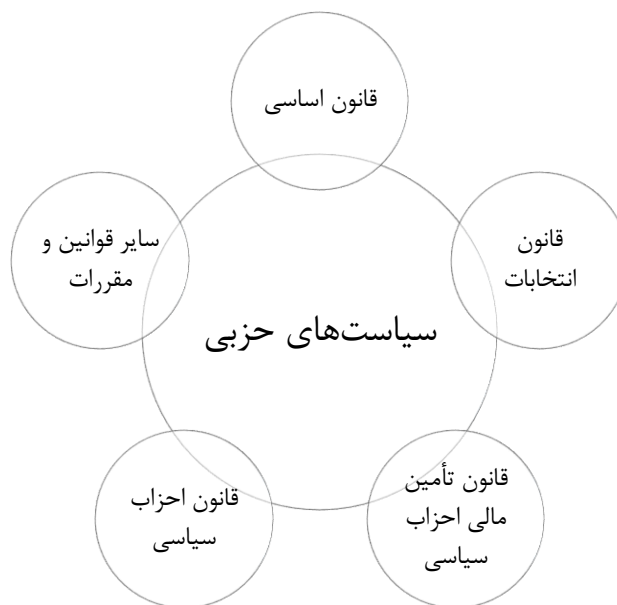 قانون اساسی
قانون
انتخابات
سایر قوانین و
مقررات
سیاست‌های حزبی
قانون تأمین
مالی احزاب
سیاسی
قانون احزاب
سیاسی